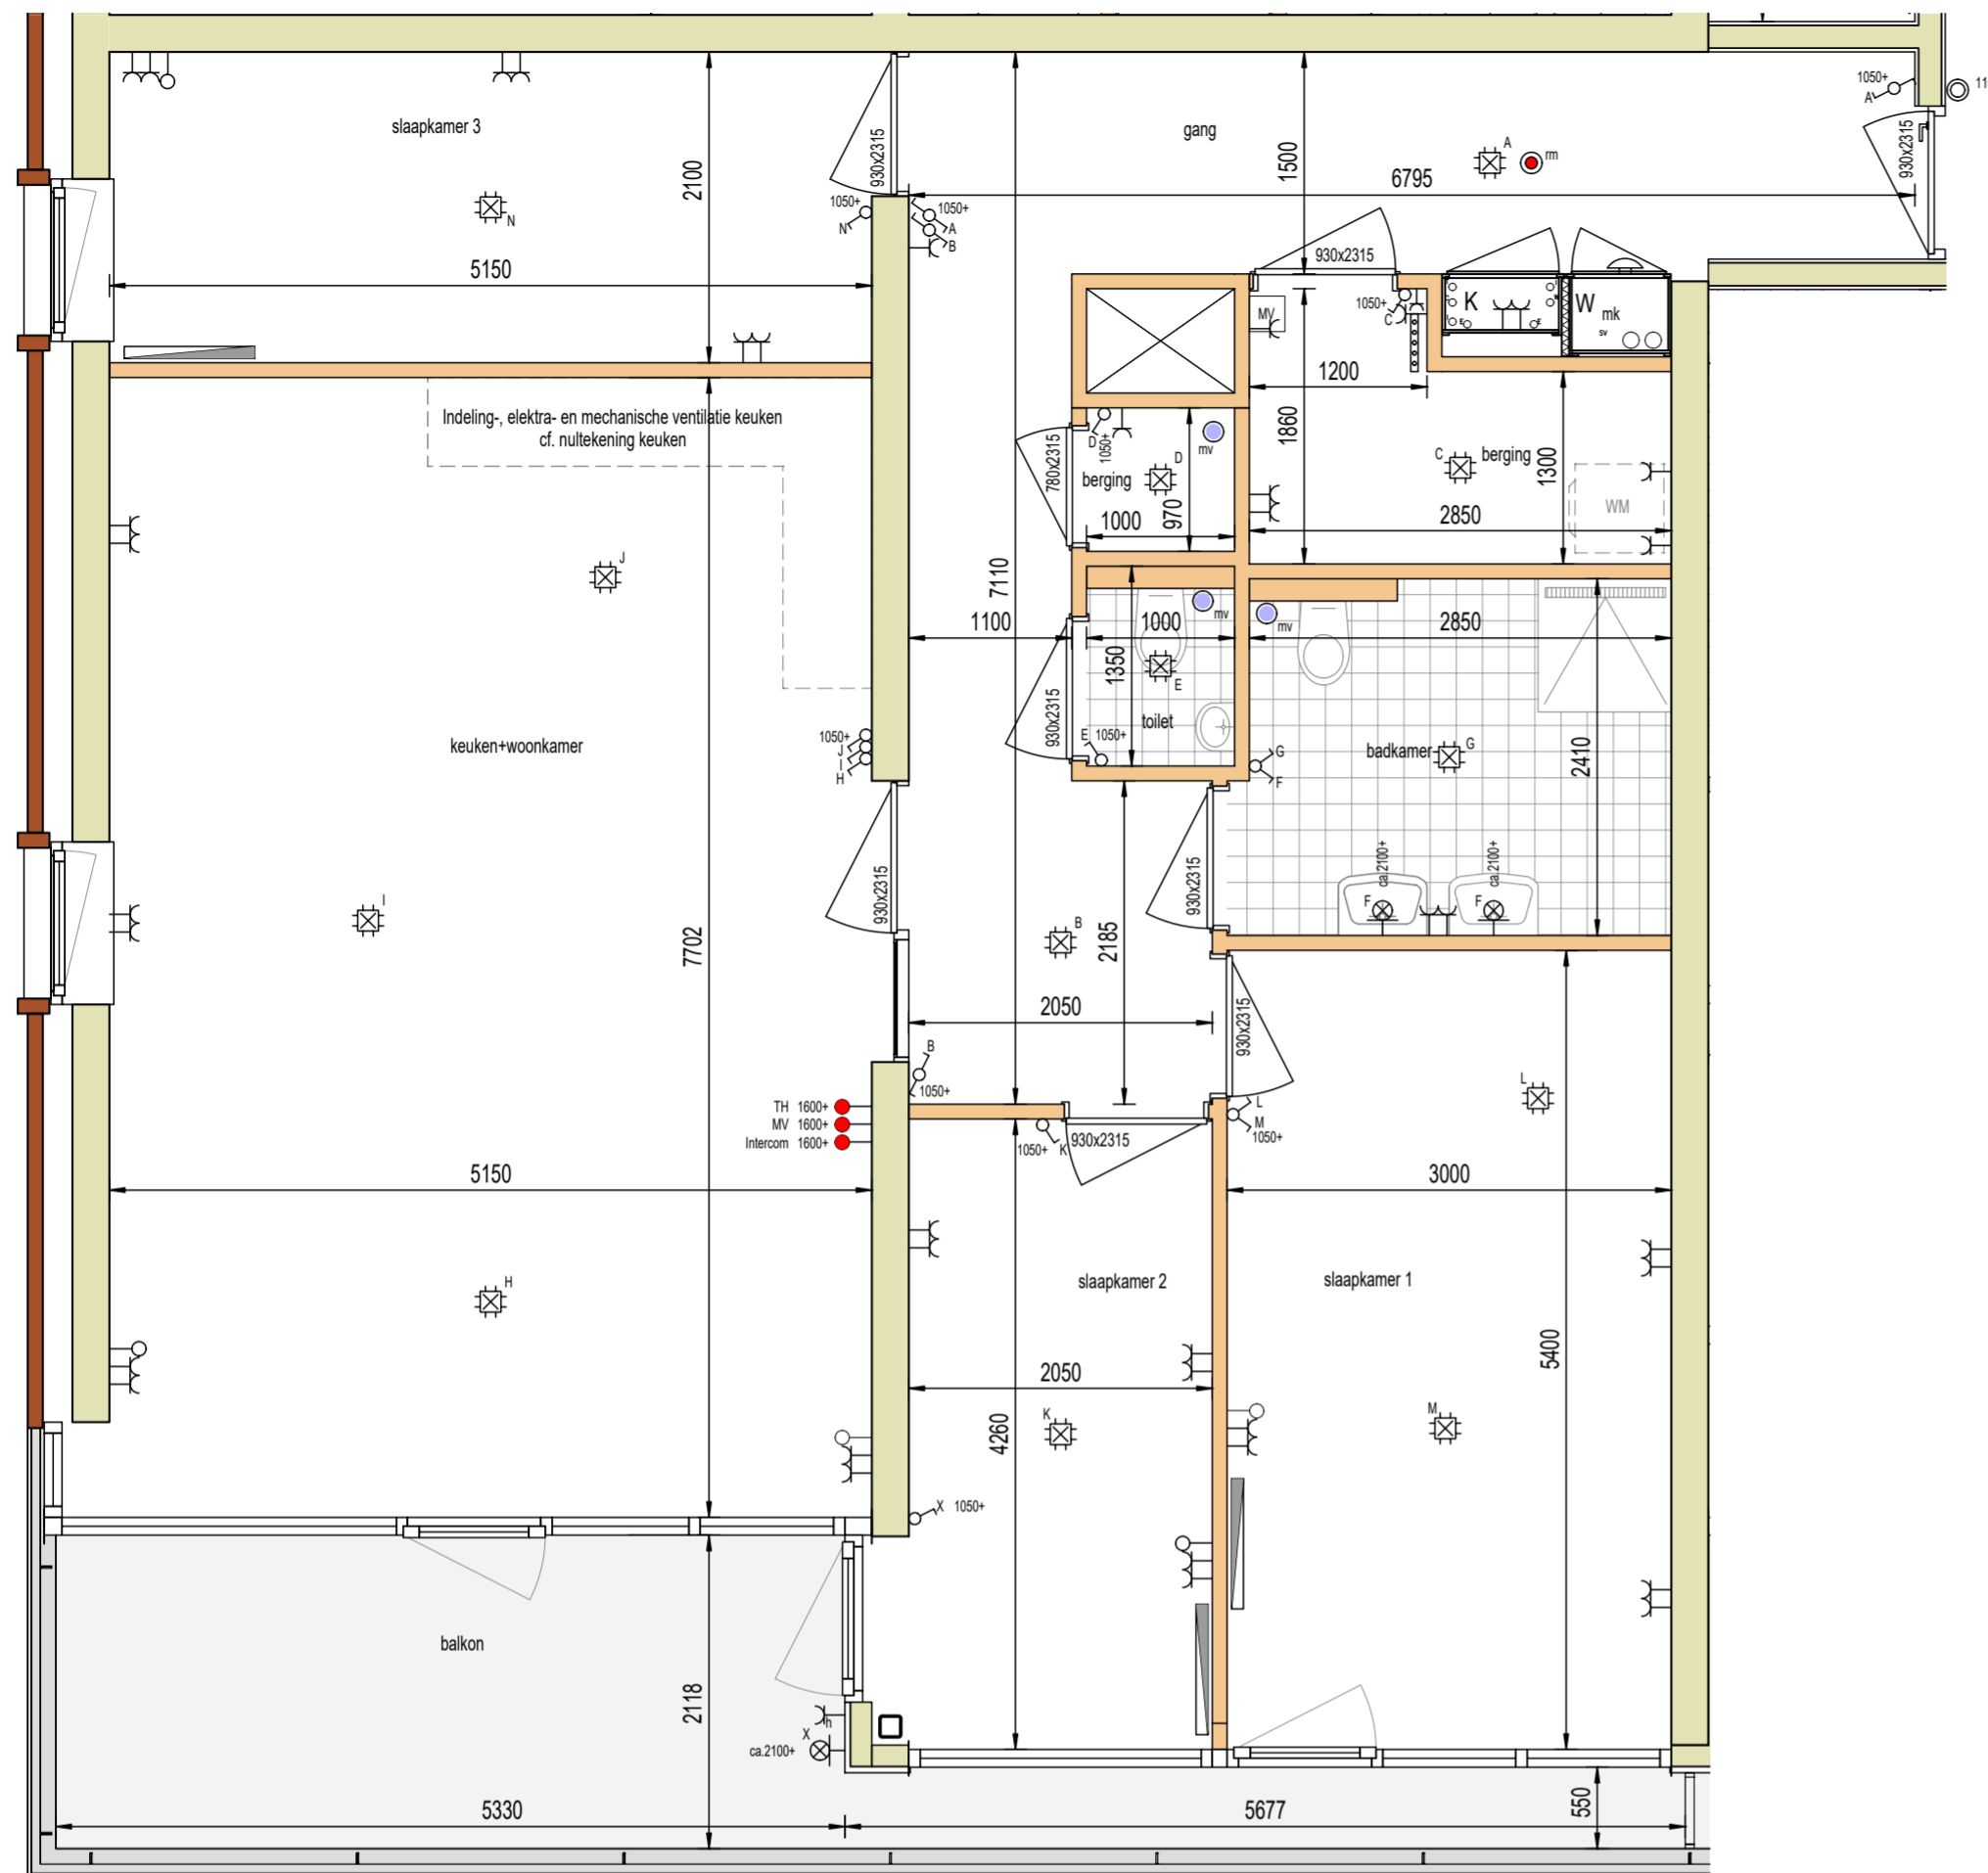 1050+
A
11
slaapkamer 3
gang
930x2315
A
rm
930x2315
1500
2100
6795
N
1050+
N
1050+
A
B
5150
930x2315
MV
1050+
C
K
W
mk
sv
1200
Indeling-, elektra- en mechanische ventilatie keuken
cf. nultekening keuken
1860
D
1050+
mv
D
780x2315
berging
C
berging
1300
970
WM
1000
2850
J
7110
1100
1000
mv
mv
2850
1350
E
930x2315
toilet
E 1050+
keuken+woonkamer
1050+
J
I
H
G
F
badkamer
G
2410
930x2315
930x2315
ca.2100+
ca.2100+
F
F
I
7702
B
2185
2050
930x2315
B
1050+
L
TH 1600+
MV 1600+
Intercom 1600+
L
M
1050+
1050+
K
930x2315
5150
3000
H
slaapkamer 2
slaapkamer 1
5400
2050
K
M
4260
X 1050+
balkon
2118
h
X
ca.2100+
5330
5677
550